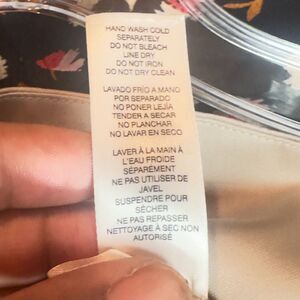 HAND WASH COLD
SEPARATELY
DO NOT BLEACH
LINE DRY
DO NOT IRON
DO NOT DRY CLEAN
LAVADO FRIO A MANO
POR SEPARADO
NO PONER LEJÍA
TENDER A SECAR
NO PLANCHAR
NO LAVAR EN SECO
LAVER À LA MAIN À
L'EAU FROIDE
SÉPARÉMENT
NE PAS UTILISER DE
JAVEL
SUSPENDRE POUR
SÉCHER
NE PAS REPASSER
NETTOYAGE À SEC NON
AUTORISÉ